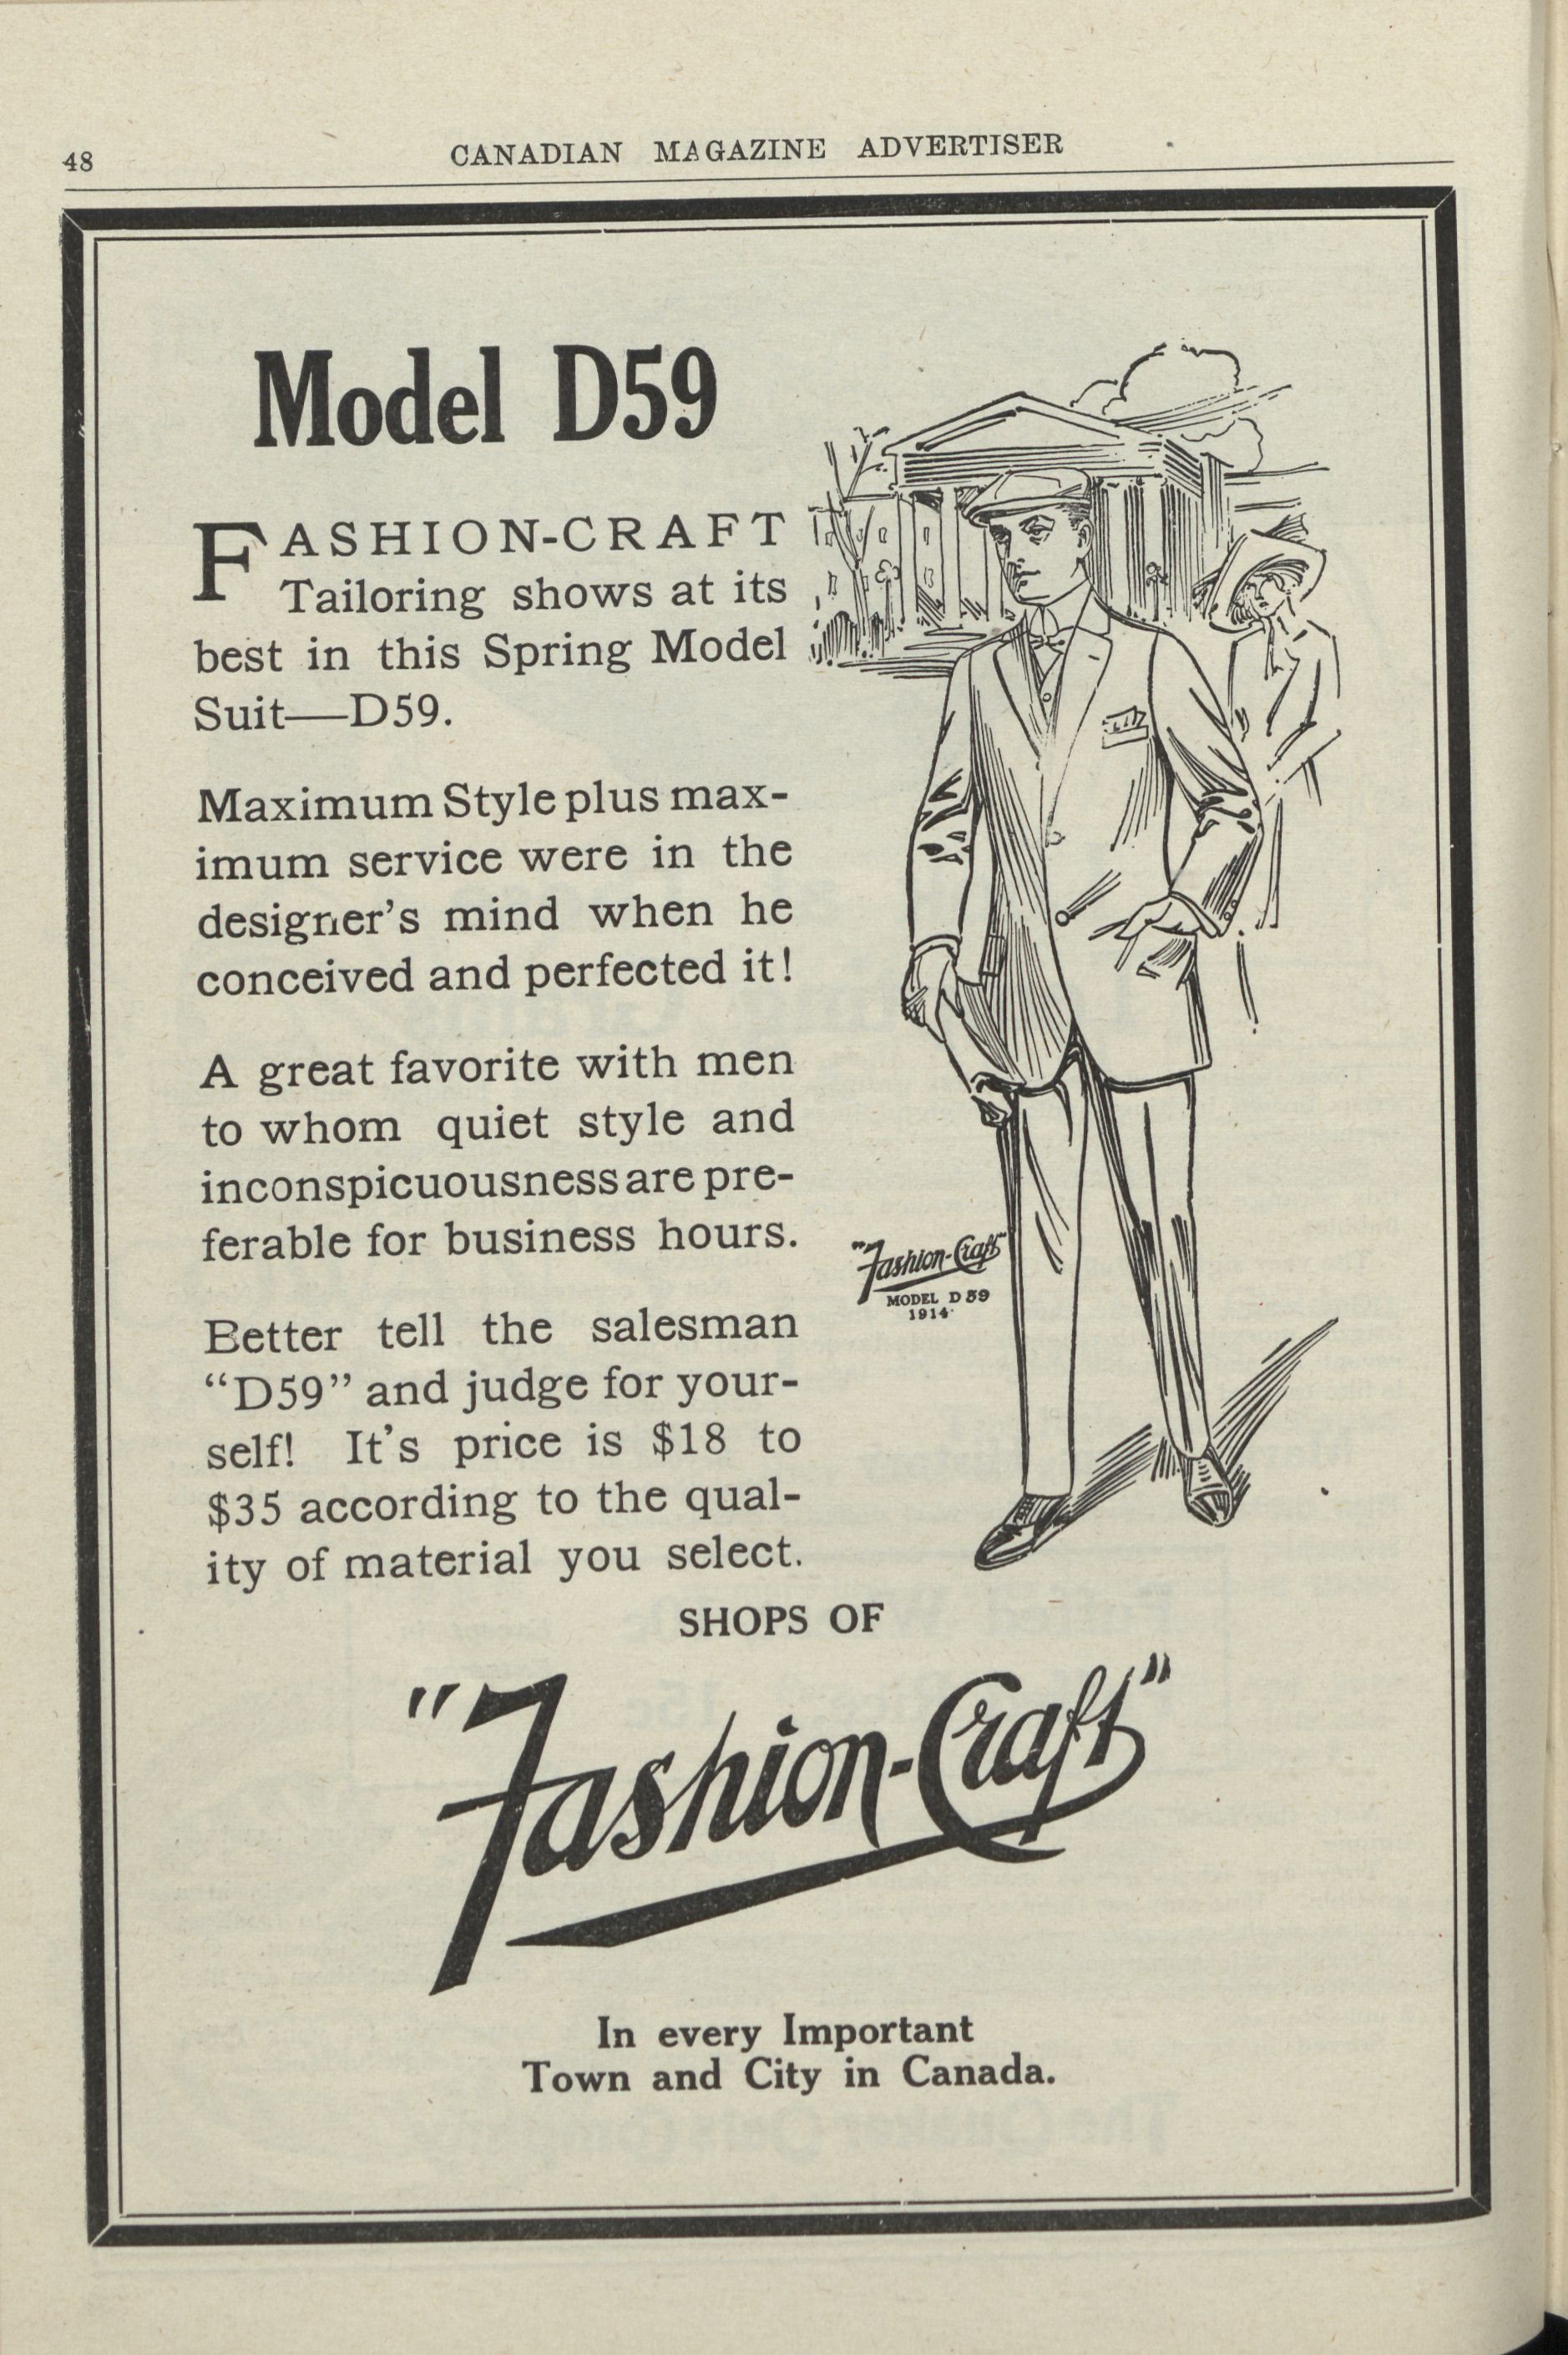 48
CANADIAN MAGAZINE ADVERTISER
Model D59
FASHION-CRAFT
Tailoring shows at its
best in this Spring Model
Suit—D59.
Maximum Style plus max-
imum service were in the
designer's mind when he
conceived and perfected it!
A great favorite with men
to whom quiet style and
inconspicuousness are pre-
ferable for business hours.
Better tell the salesman
“D59” and judge for your-
self! It's price is $18 to
$35 according to the qual-
ity of material you select.
"Fashion-Craft"
MODEL D 59
1914
SHOPS OF
"Fashion-Craft"
In every Important
Town and City in Canada.